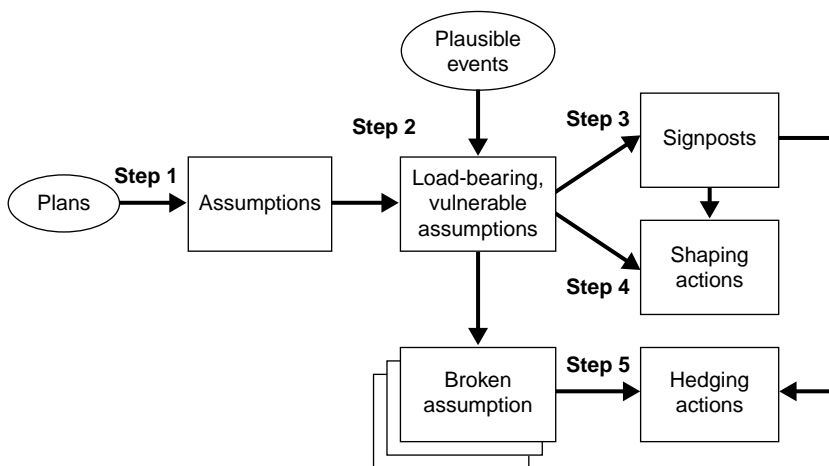 Plausible
events
Step 2
Step 3
Signposts
Step 1
Plans
Assumptions
Load-bearing,
vulnerable
assumptions
Shaping
actions
Step 4
Broken
assumption
Step 5
Hedging
actions